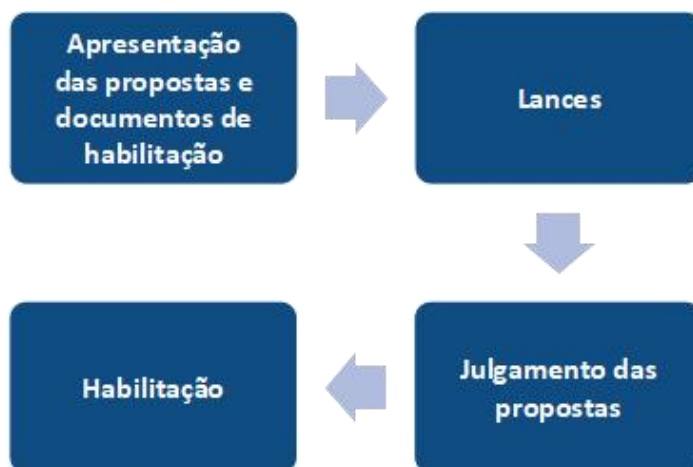 Apresentação
das propostas e
documentos de
habilitação
Lances
Julgamento das
propostas
Habilitação